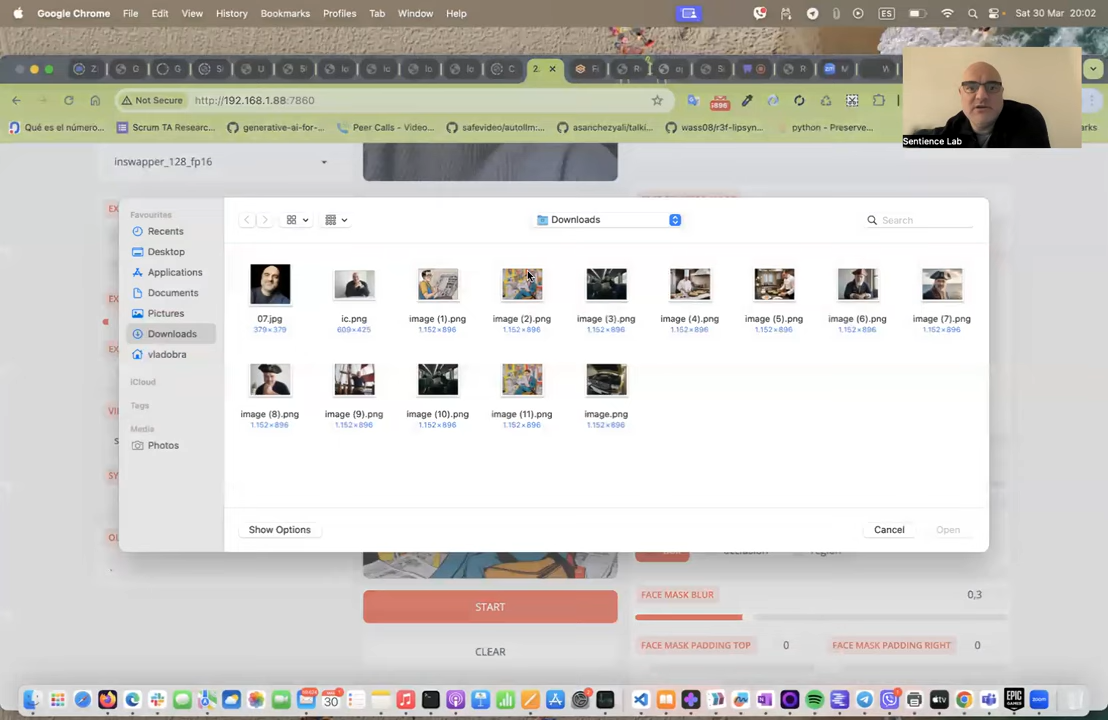 Google Chrome File Edit View History Bookmarks Profiles Tab Window Help
ES Sat 30 Mar 20:02
Not Secure http://192.168.1.88:7860
Qué es el número... Scrum TA Researc... generative-ai-for-... Peer Calls – Video... safevideo/autollm:... asanchezyali/talki... wass08/r3f-lipsyn... python - Preserve...
Sentience Lab
inswapper_128_fp16
Favourites
Recents
Desktop
Applications
Documents
Pictures
Downloads
vladobra
iCloud
Tags
Media
Photos
Downloads
Search
07.jpg ic.png image (1).png image (2).png image (3).png image (4).png image (5).png image (6).png image (7).png
379×379 609×425 1.152×896 1.152×896 1.152×896 1.152×896 1.152×896 1.152×896 1.152×896
image (8).png image (9).png image (10).png image (11).png image.png
1.152×896 1.152×896 1.152×896 1.152×896 1.152×896
Show Options Cancel Open
START
CLEAR
FACE MASK BLUR 0,3
FACE MASK PADDING TOP 0 FACE MASK PADDING RIGHT 0